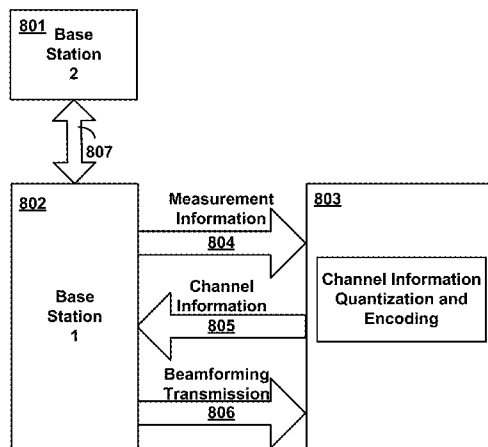 801
Base
Station
2
807
802
Base
Station
1
Measurement
Information
804
Channel
Information
805
Beamforming
Transmission
806
803
Channel Information
Quantization and
Encoding